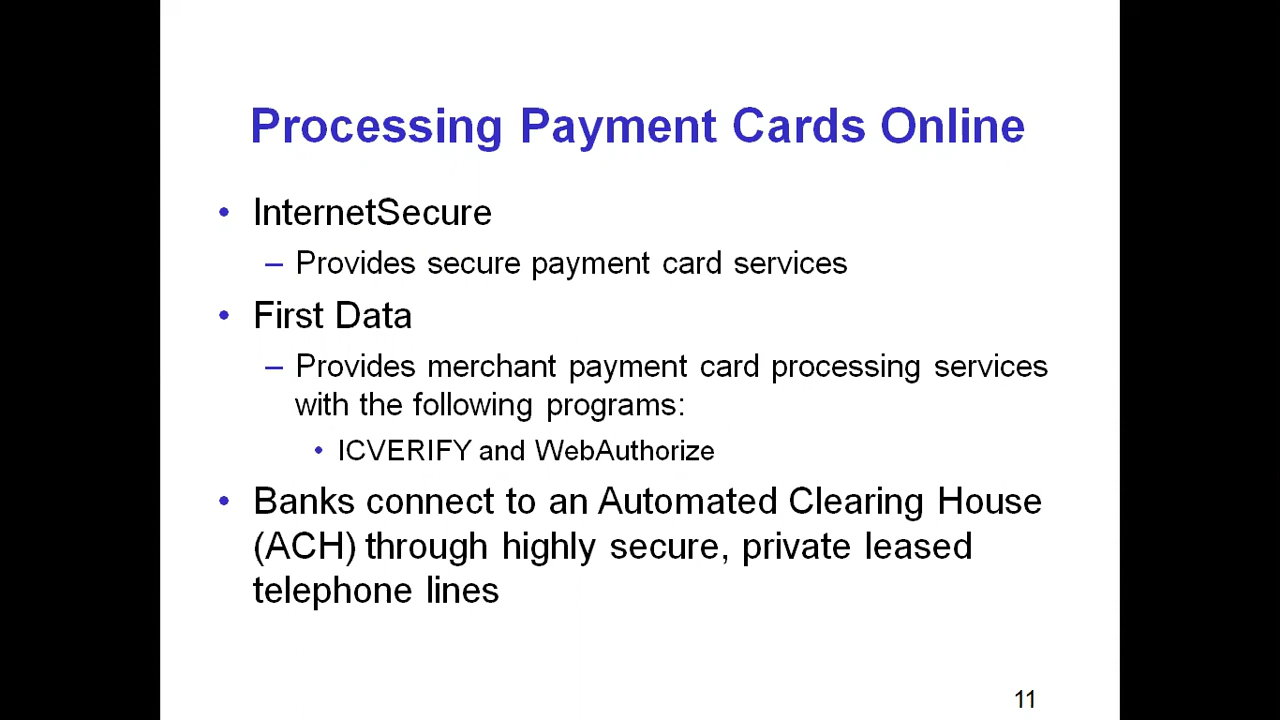 Processing Payment Cards Online
• InternetSecure
– Provides secure payment card services
• First Data
– Provides merchant payment card processing services
with the following programs:
• ICVERIFY and WebAuthorize
• Banks connect to an Automated Clearing House
(ACH) through highly secure, private leased
telephone lines
11